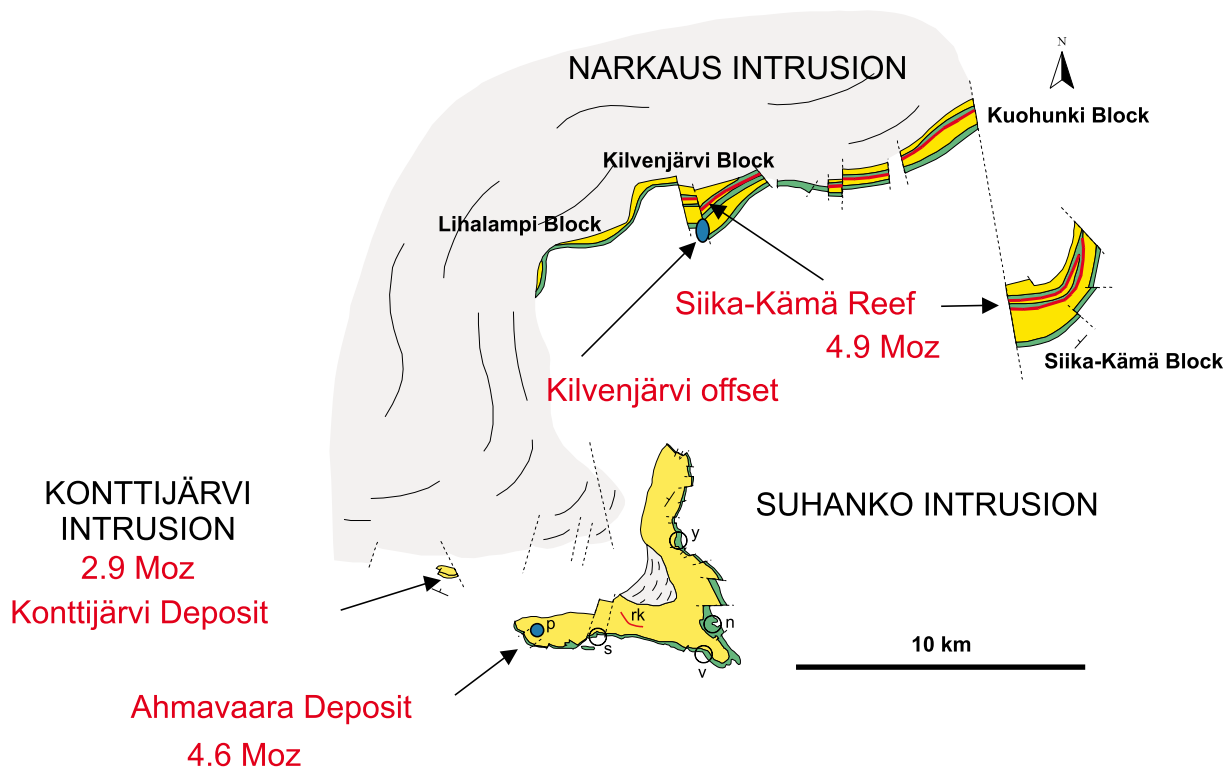 NARKAUS INTRUSION
N
Kuohunki Block
Kilvenjärvi Block
Lihalampi Block
Siika-Kämä Reef
4.9 Moz
Siika-Kämä Block
Kilvenjärvi offset
KONTTIJÄRVI
INTRUSION
2.9 Moz
Konttijärvi Deposit
SUHANKO INTRUSION
y
rk
p
n
s
v
10 km
Ahmavaara Deposit
4.6 Moz